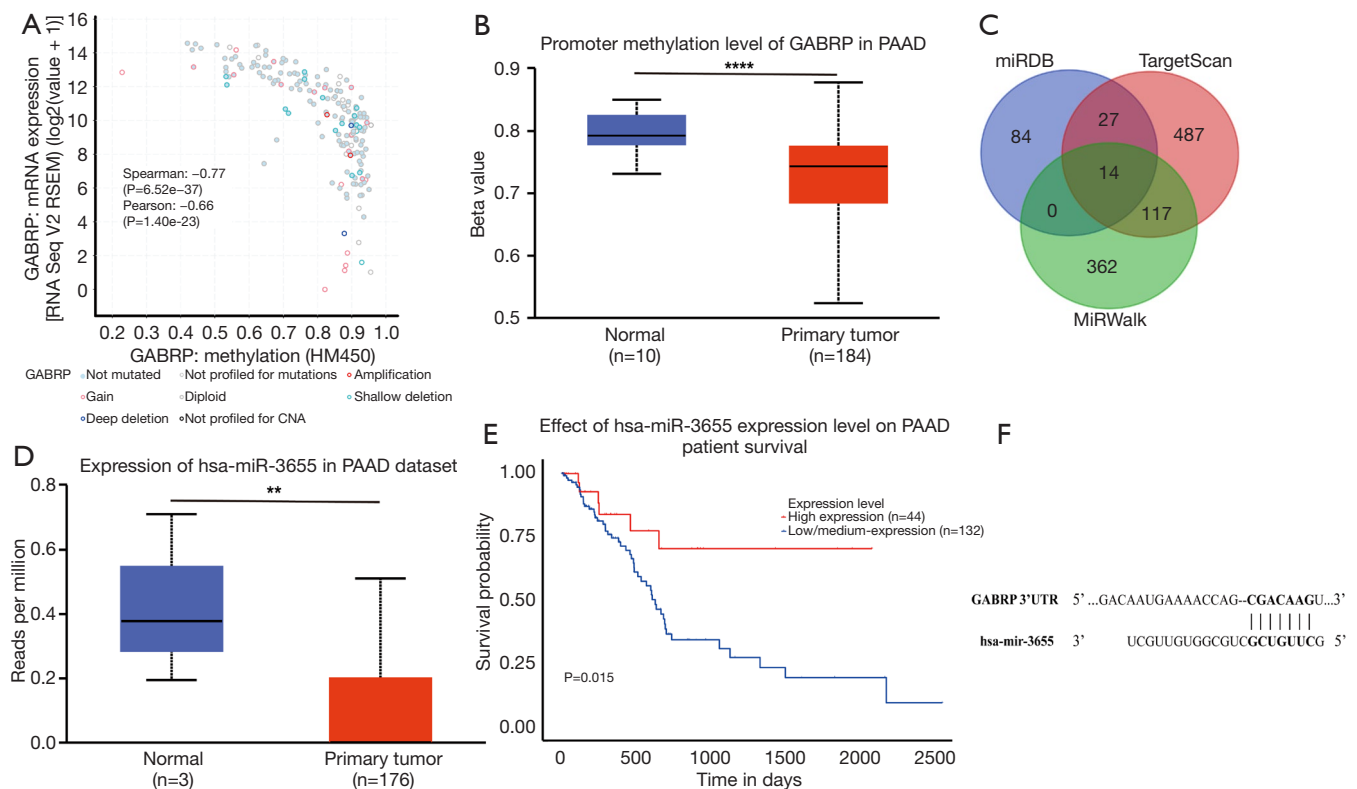 A
GABRP: mRNA expression
[RNA Seq V2 RSEM) (log2(value + 1)]
16
14
12
10
8
6
4
2
0
Spearman: −0.77
(P=6.52e−37)
Pearson: −0.66
(P=1.40e-23)
0.2 0.3 0.4 0.5 0.6 0.7 0.8 0.9 1.0
GABRP: methylation (HM450)
GABRP Not mutated Not profiled for mutations Amplification
Gain Diploid Shallow deletion
Deep deletion Not profiled for CNA
B
Promoter methylation level of GABRP in PAAD
****
Beta value
0.9
0.8
0.7
0.6
0.5
Normal Primary tumor
(n=10) (n=184)
C
miRDB TargetScan
27
84 487
14
0 117
362
MiRWalk
D
Expression of hsa-miR-3655 in PAAD dataset
**
Reads per million
0.8
0.6
0.4
0.2
0.0
Normal Primary tumor
(n=3) (n=176)
E
Effect of hsa-miR-3655 expression level on PAAD
patient survival
Survival probability
1.00
0.75
0.50
0.25
0.00
Expression level
High expression (n=44)
Low/medium-expression (n=132)
P=0.015
0 500 1000 1500 2000 2500
Time in days
F
GABRP 3’UTR 5’ ...GACAAUGAAAACCAG--CGACAAGU...3’
hsa-mir-3655 3’ UCGUUGUGGCGUCGCUGUUCG 5’